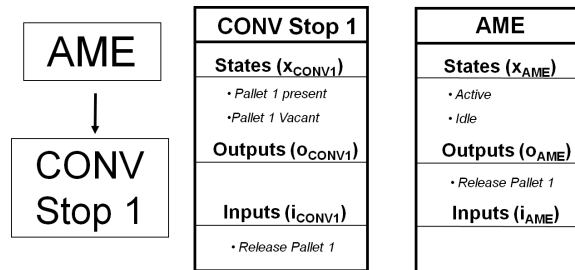 AME
CONV
Stop 1
CONV Stop 1
States (xCONV1)
• Pallet 1 present
•Pallet 1 Vacant
Outputs (oCONV1)
Inputs (iCONV1)
• Release Pallet 1
AME
States (xAME)
• Active
• Idle
Outputs (oAME)
• Release Pallet 1
Inputs (iAME)